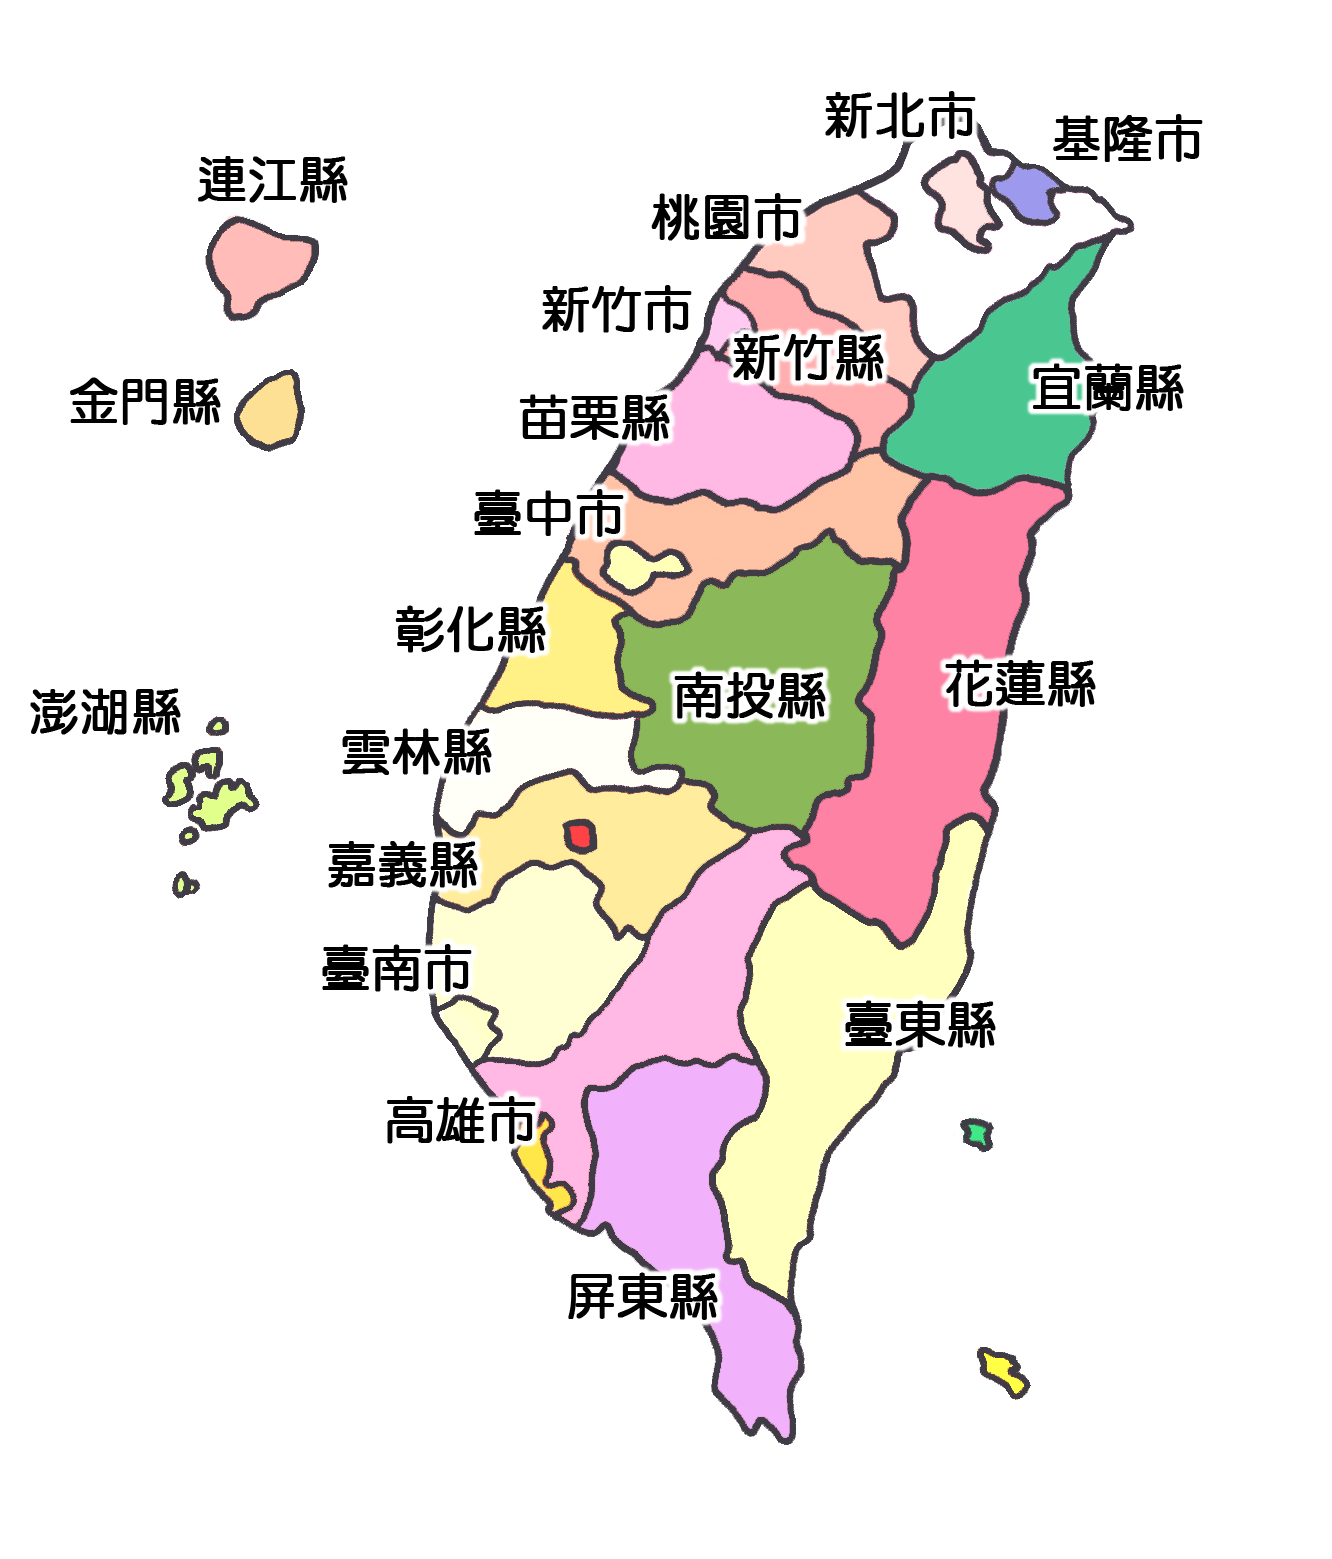 新北市
基隆市
連江縣
桃園市
新竹市
新竹縣
宜蘭縣
金門縣
苗栗縣
臺中市
彰化縣
南投縣
花蓮縣
澎湖縣
雲林縣
嘉義縣
臺南市
臺東縣
高雄市
屏東縣